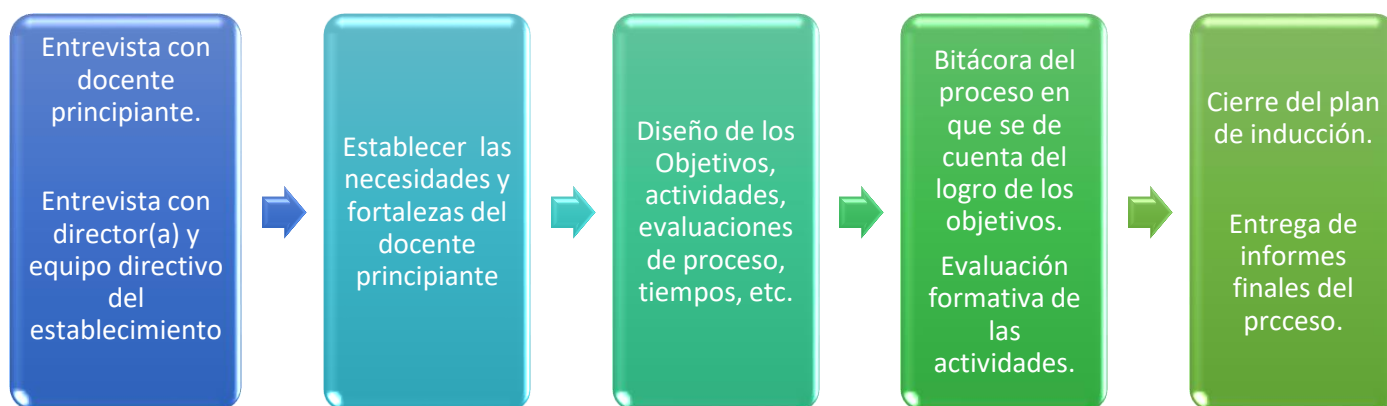 Entrevista con
docente
principiante.
Entrevista con
director(a) y
equipo directivo
del
establecimiento
Establecer las
necesidades y
fortalezas del
docente
principiante
Diseño de los
Objetivos,
actividades,
evaluaciones
de proceso,
tiempos, etc.
Bitácora del
proceso en
que se de
cuenta del
logro de los
objetivos.
Evaluación
formativa de
las
actividades.
Cierre del plan
de inducción.
Entrega de
informes
finales del
prcceso.